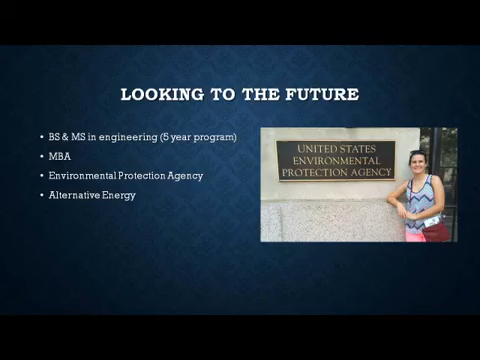 LOOKING TO THE FUTURE
• BS & MS in engineering (5 year program)
• MBA
• Environmental Protection Agency
• Alternative Energy
UNITED STATES
ENVIRONMENTAL
PROTECTION AGENCY